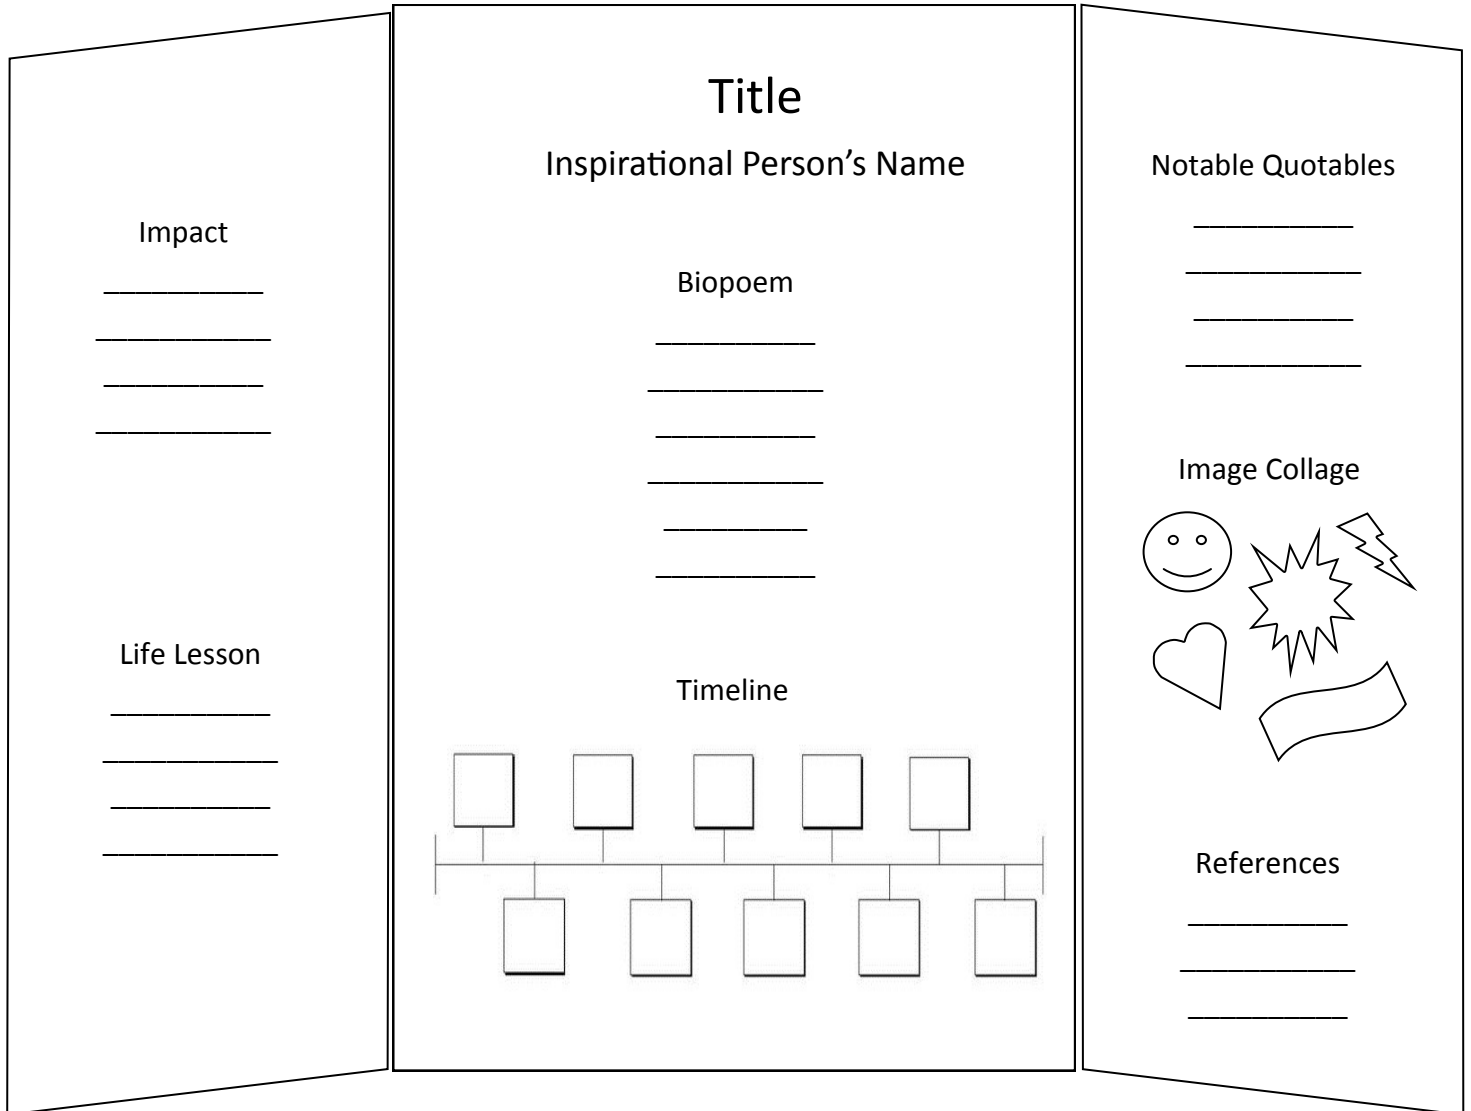 Impact
Life Lesson
Title
Inspirational Person's Name
Biopoem
Timeline
Notable Quotables
Image Collage
References